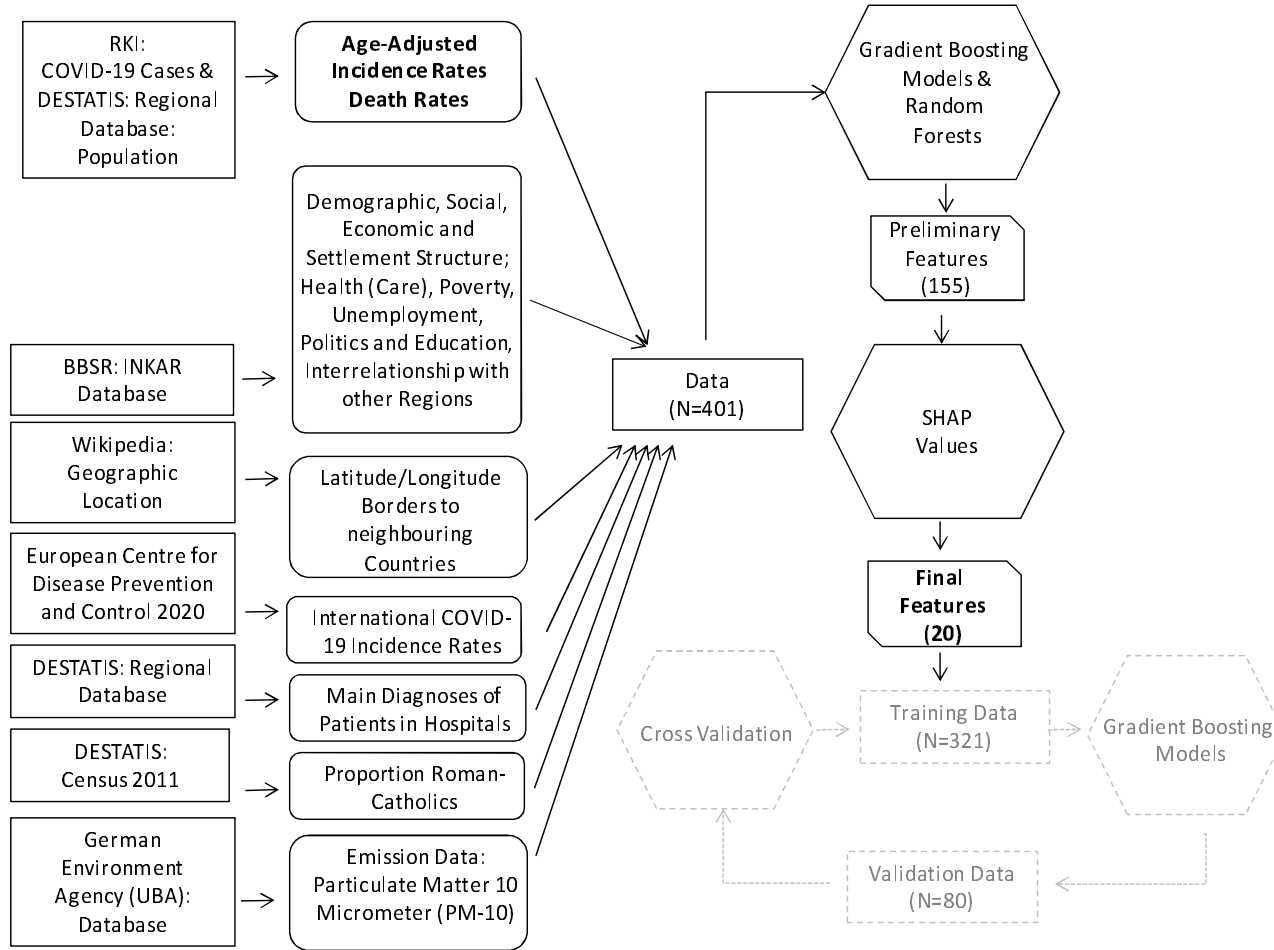 RKI:
COVID-19 Cases &
DESTATIS: Regional
Database:
Population
Age-Adjusted
Incidence Rates
Death Rates
Demographic, Social,
Economic and
Settlement Structure;
Health (Care), Poverty,
Unemployment,
Politics and Education,
Interrelationship with
other Regions
BBSR: INKAR
Database
Wikipedia:
Geographic
Location
Latitude/Longitude
Borders to
neighbouring
Countries
European Centre for
Disease Prevention
and Control 2020
International COVID-
19 Incidence Rates
DESTATIS: Regional
Database
Main Diagnoses of
Patients in Hospitals
DESTATIS:
Census 2011
Proportion Roman-
Catholics
German
Environment
Agency (UBA):
Database
Emission Data:
Particulate Matter 10
Micrometer (PM-10)
Data
(N=401)
Gradient Boosting
Models &
Random
Forests
Preliminary
Features
(155)
SHAP
Values
Final
Features
(20)
Cross Validation
Training Data
(N=321)
Gradient Boosting
Models
Validation Data
(N=80)